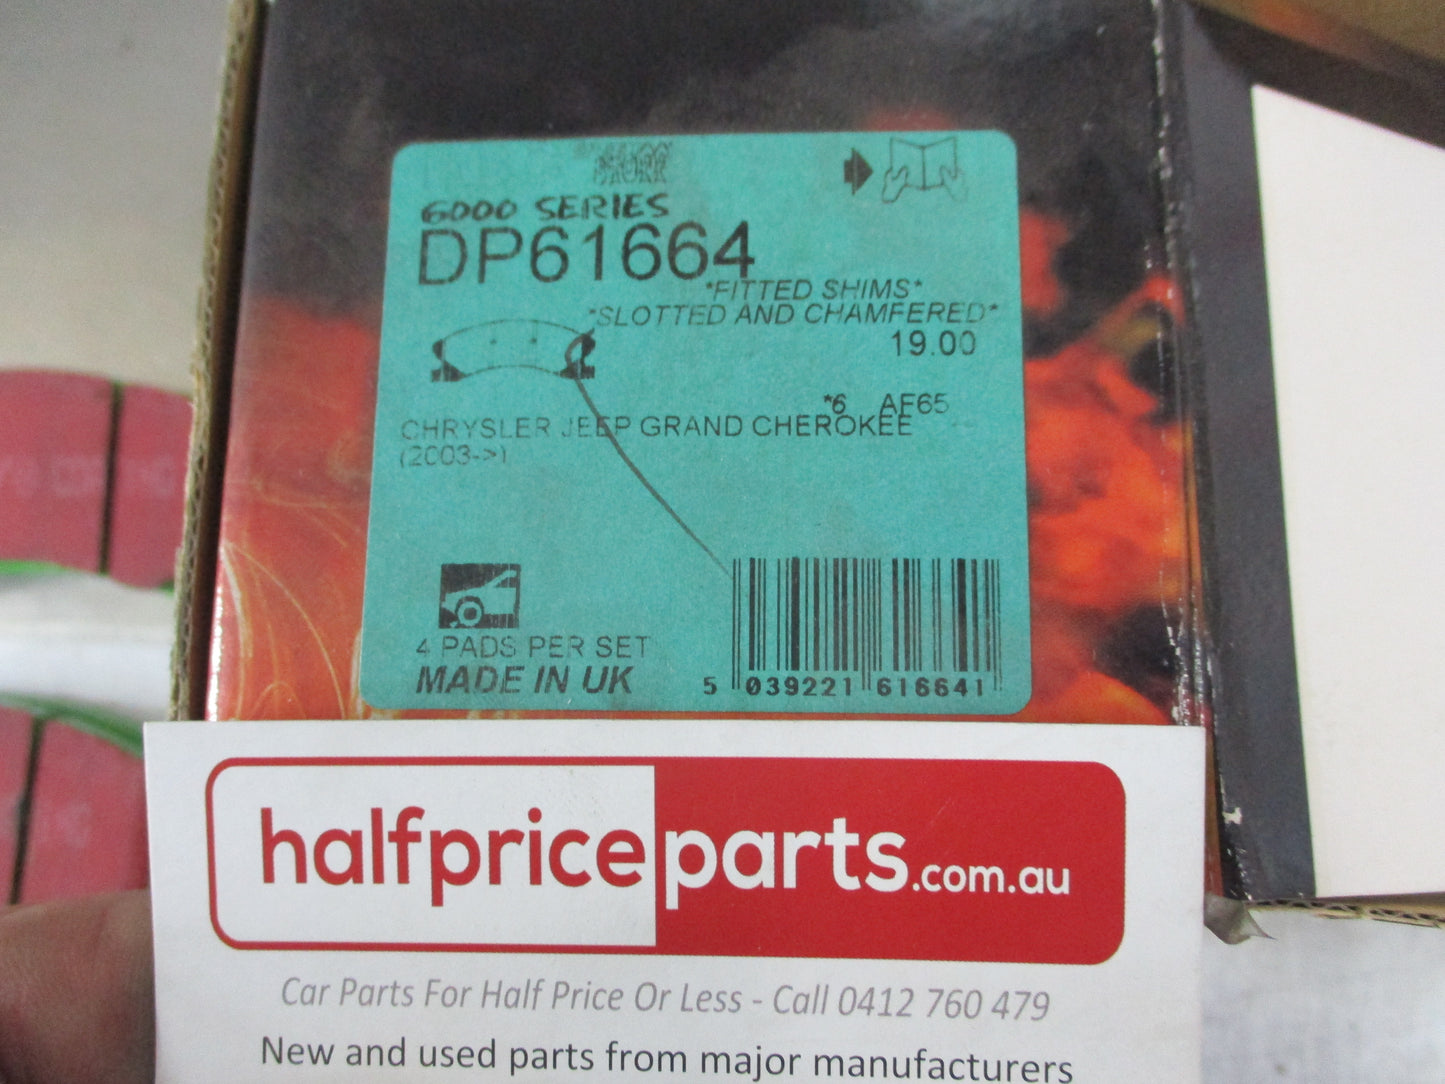 6000 SERIES
DP61664
*FITTED SHIMS*
*SLOTTED AND CHAMFERED*
19.00
*6 AF65
CHRYSLER JEEP GRAND CHEROKEE
(2003->)
4 PADS PER SET
MADE IN UK
5 039221 616641
halfpriceparts.com.au
Car Parts For Half Price Or Less - Call 0412 760 479
New and used parts from major manufacturers